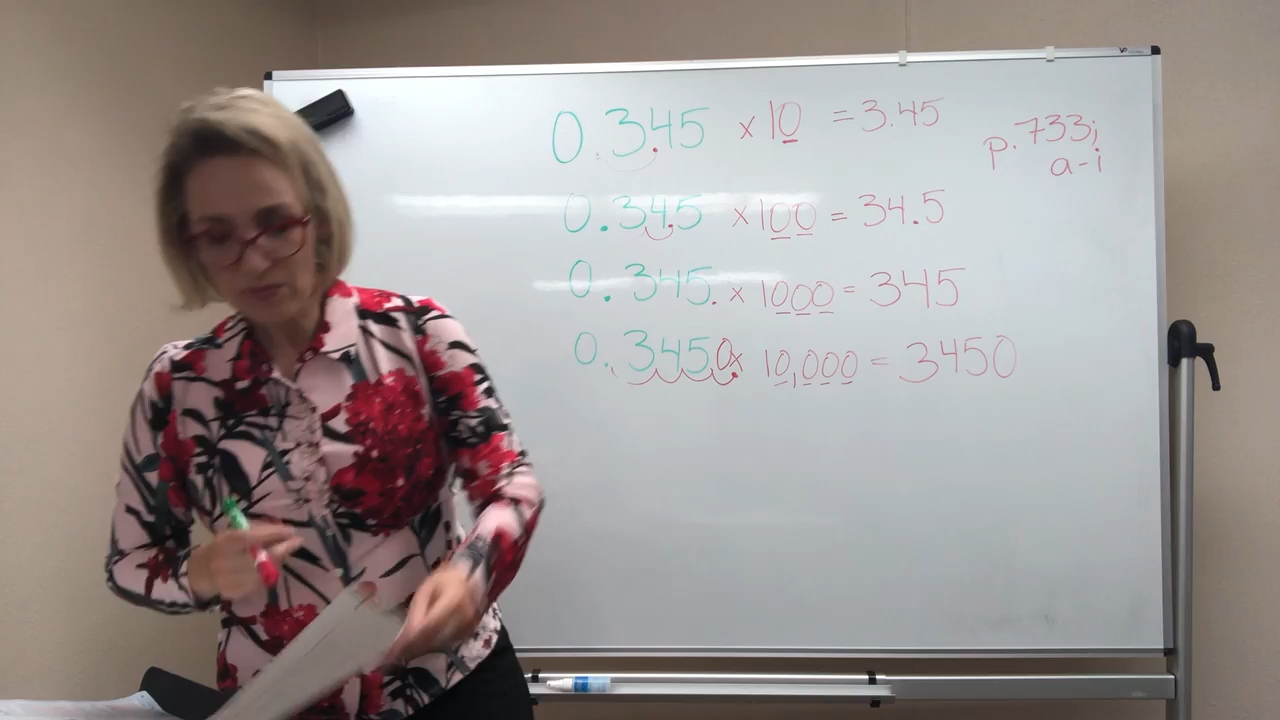 0.345 x 10 = 3.45
p.733;
a-i
0.345 x 100 = 34.5
0.345. x 1000 = 345
0.3450. x 10,000 = 3450